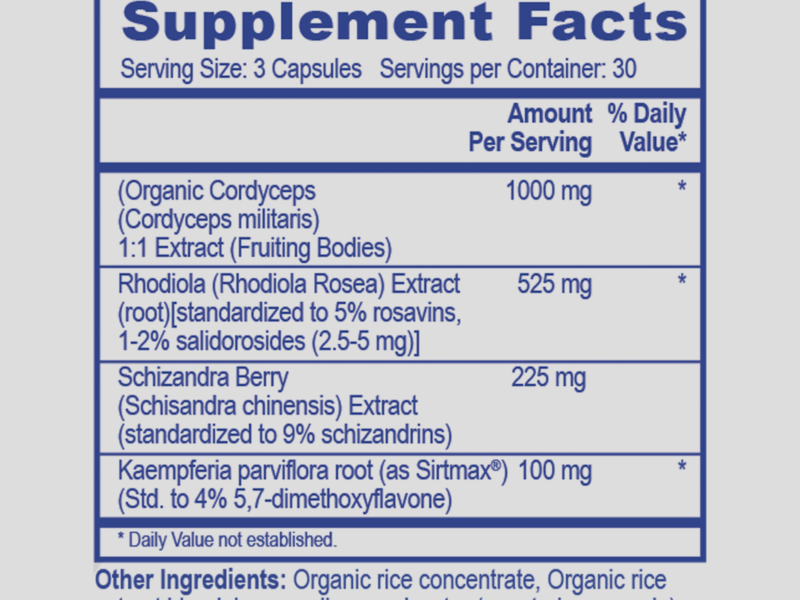 Supplement Facts
Serving Size: 3 Capsules Servings per Container: 30
Amount % Daily
Per Serving Value*
(Organic Cordyceps 1000 mg *
(Cordyceps militaris)
1:1 Extract (Fruiting Bodies)
Rhodiola (Rhodiola Rosea) Extract 525 mg *
(root)[standardized to 5% rosavins,
1-2% salidorosides (2.5-5 mg)]
Schizandra Berry 225 mg
(Schisandra chinensis) Extract
(standardized to 9% schizandrins)
Kaempferia parviflora root (as Sirtmax®) 100 mg *
(Std. to 4% 5,7-dimethoxyflavone)
* Daily Value not established.
Other Ingredients: Organic rice concentrate, Organic rice